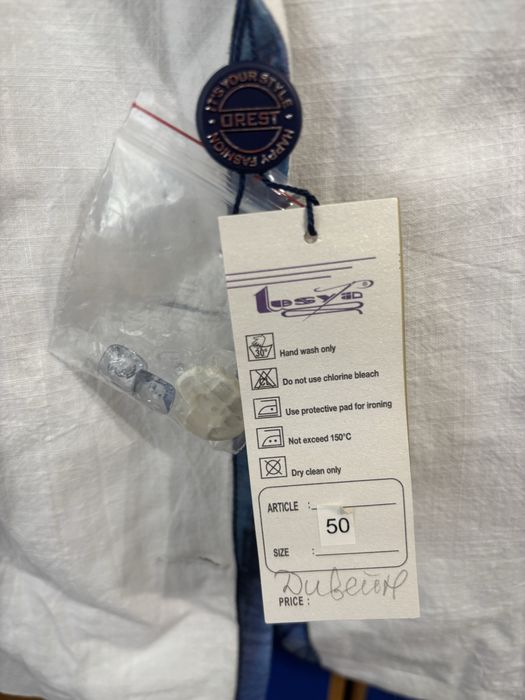 IT'S YOUR STYLE
OREST
HAPPY FASHION
30°
Hand wash only
CL
Do not use chlorine bleach
Use protective pad for ironing
Not exceed 150°C
Dry clean only
ARTICLE :
50
SIZE :
PRICE :